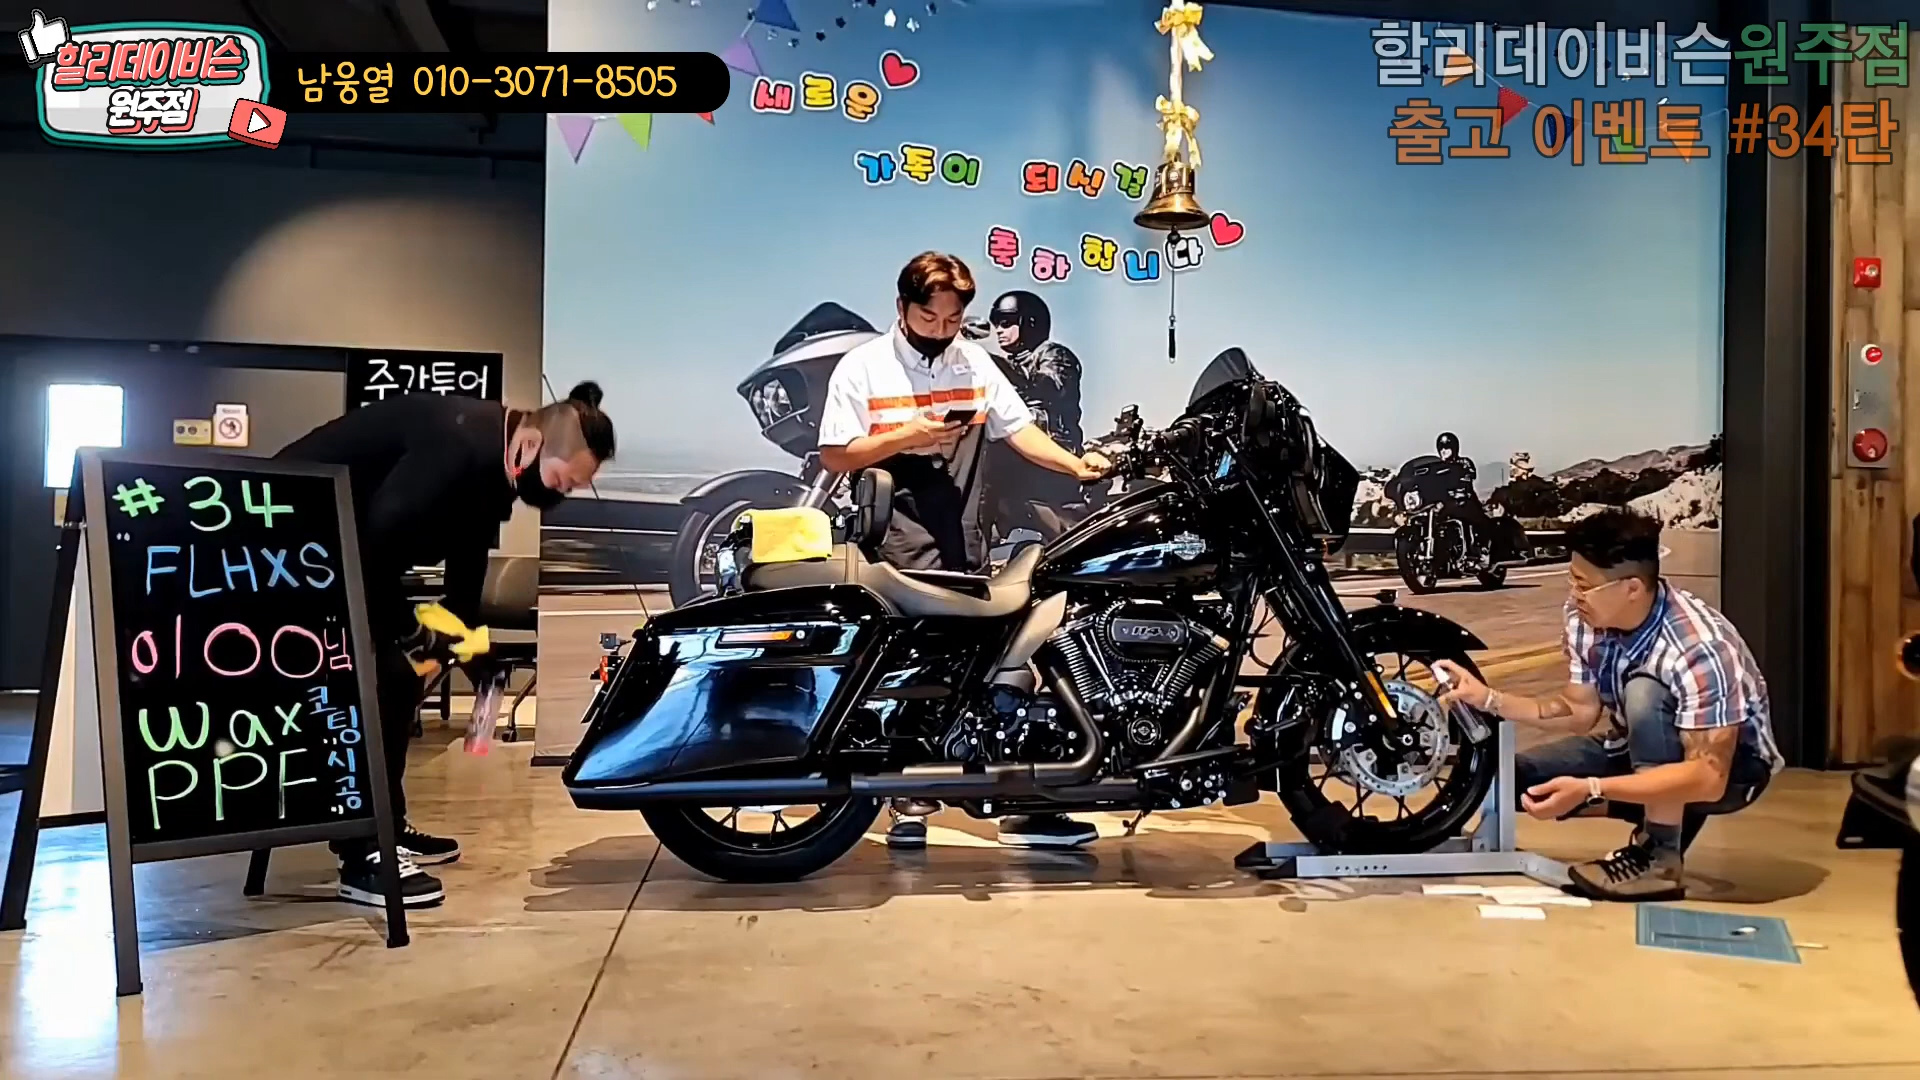 할리데이비슨
원주점
남웅열 010-3071-8505
할리데이비슨원주점
출고 이벤트 #34탄
새로운
가족이 되신걸
축하합니다
주간투어
#34
FLHXS
이OO님
Wax
PPF
코팅시공
114